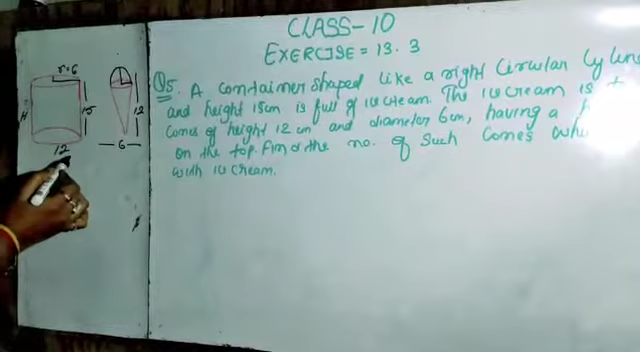 CLASS-10
EXERCISE = 13.3
Q5. A container shaped like a right Circular Cylin
and height 15cm is full of ice cream. The ice cream is
Cones of height 12 cm and diameter 6cm, having a
on the top. Find the no. of such Cones
with ice cream.
r=6
15
H
12
12
6